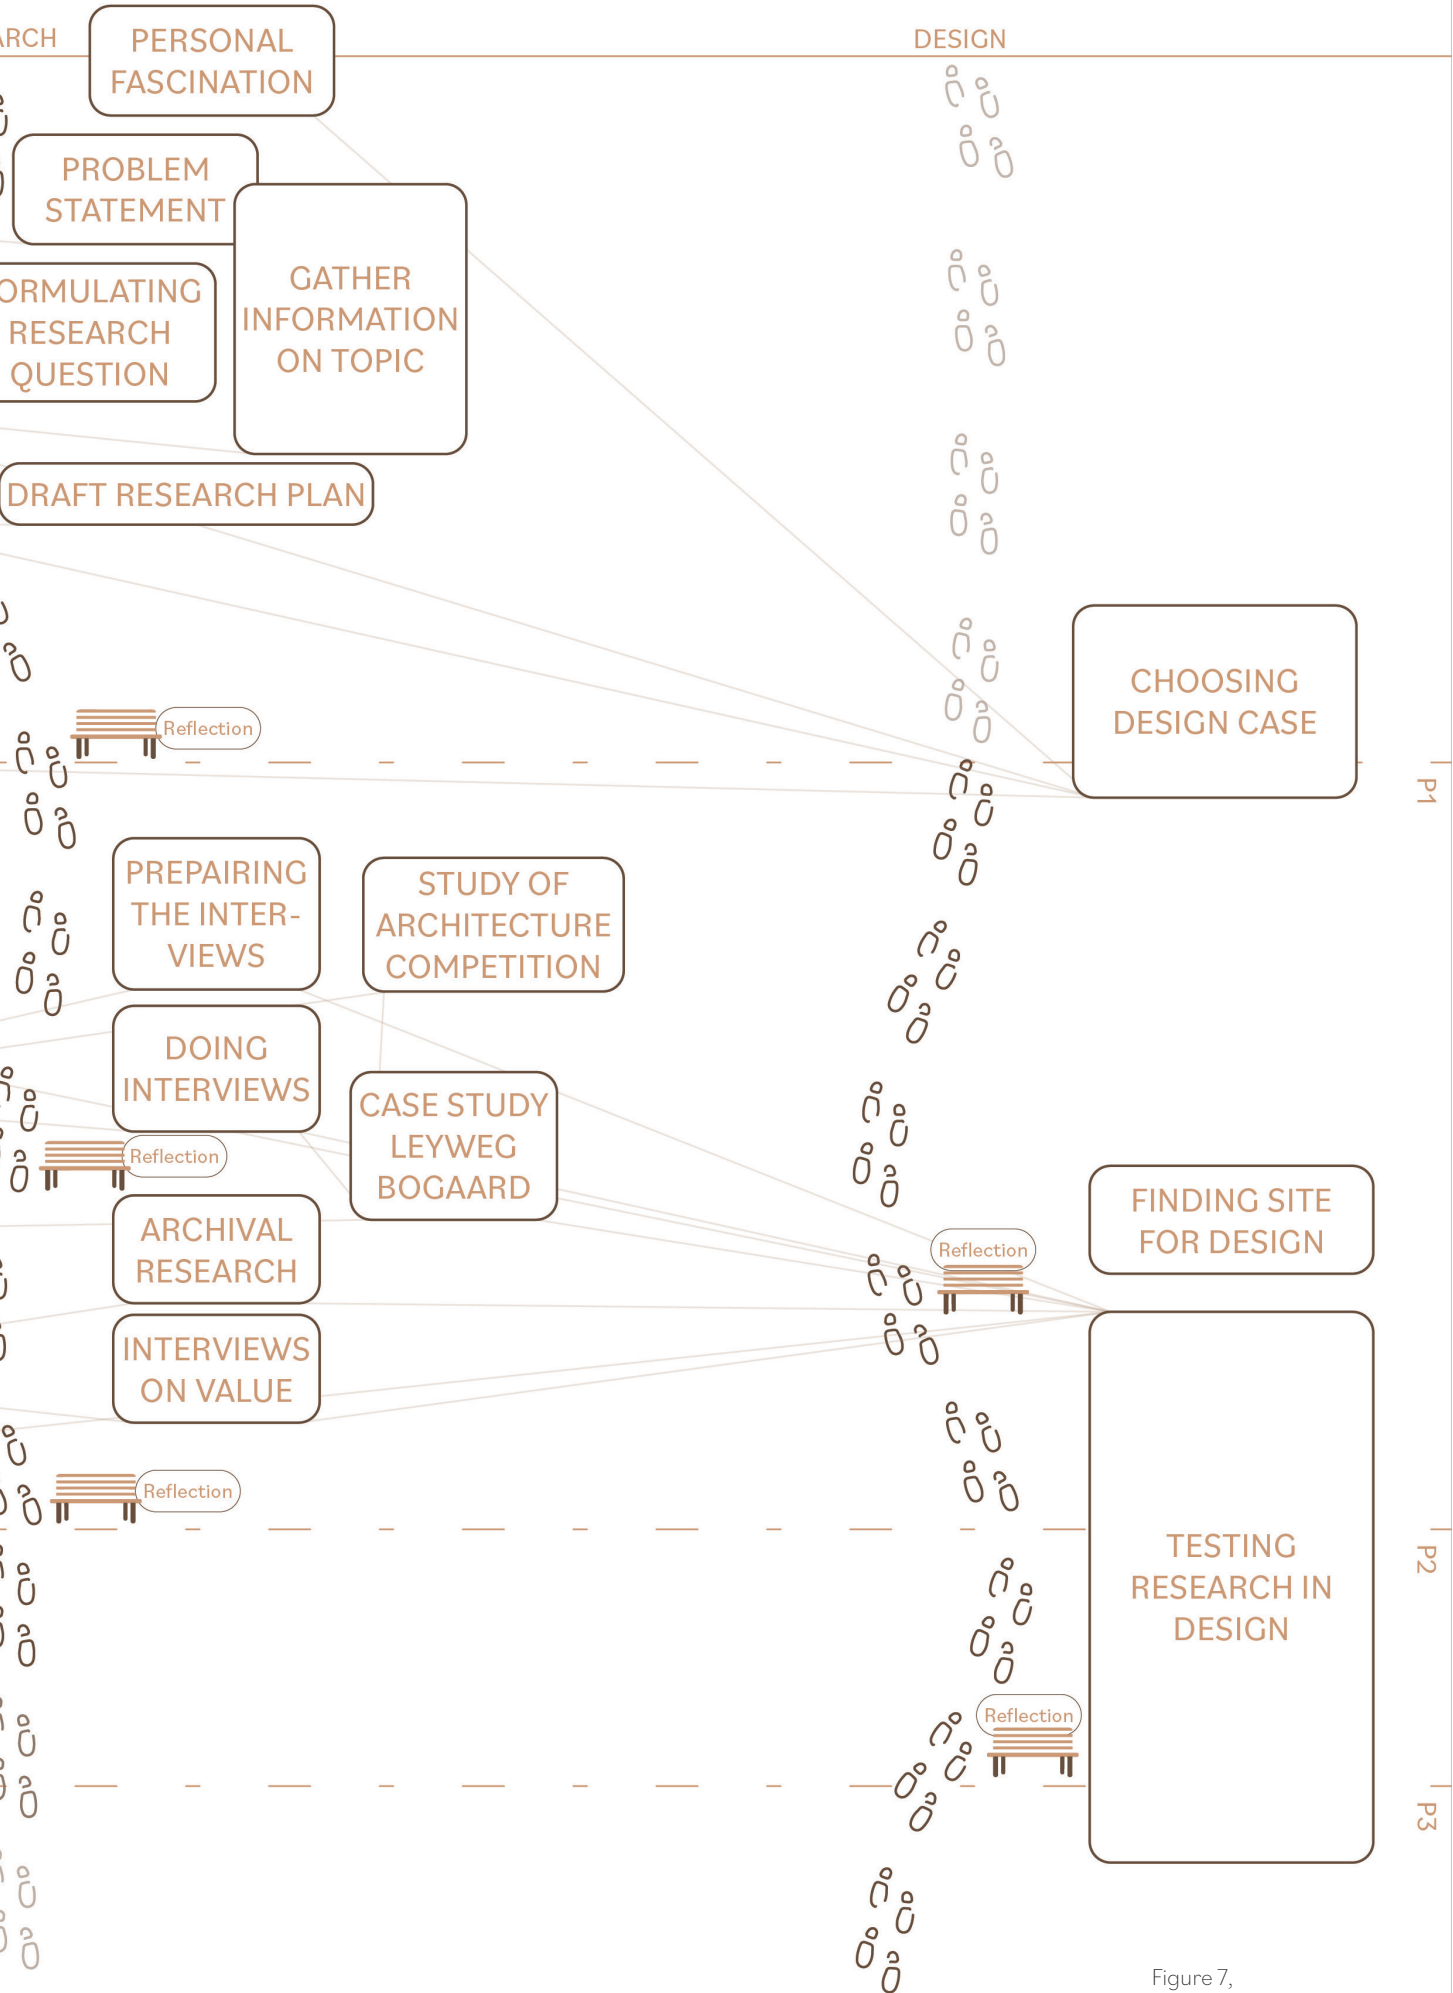 ARCH
DESIGN
PERSONAL
FASCINATION
PROBLEM
STATEMENT
GATHER
INFORMATION
ON TOPIC
ORMULATING
RESEARCH
QUESTION
DRAFT RESEARCH PLAN
CHOOSING
DESIGN CASE
Reflection
P1
PREPAIRING
THE INTER-
VIEWS
STUDY OF
ARCHITECTURE
COMPETITION
DOING
INTERVIEWS
CASE STUDY
LEYWEG
BOGAARD
Reflection
ARCHIVAL
RESEARCH
FINDING SITE
FOR DESIGN
Reflection
INTERVIEWS
ON VALUE
Reflection
P2
TESTING
RESEARCH IN
DESIGN
Reflection
P3
Figure 7,